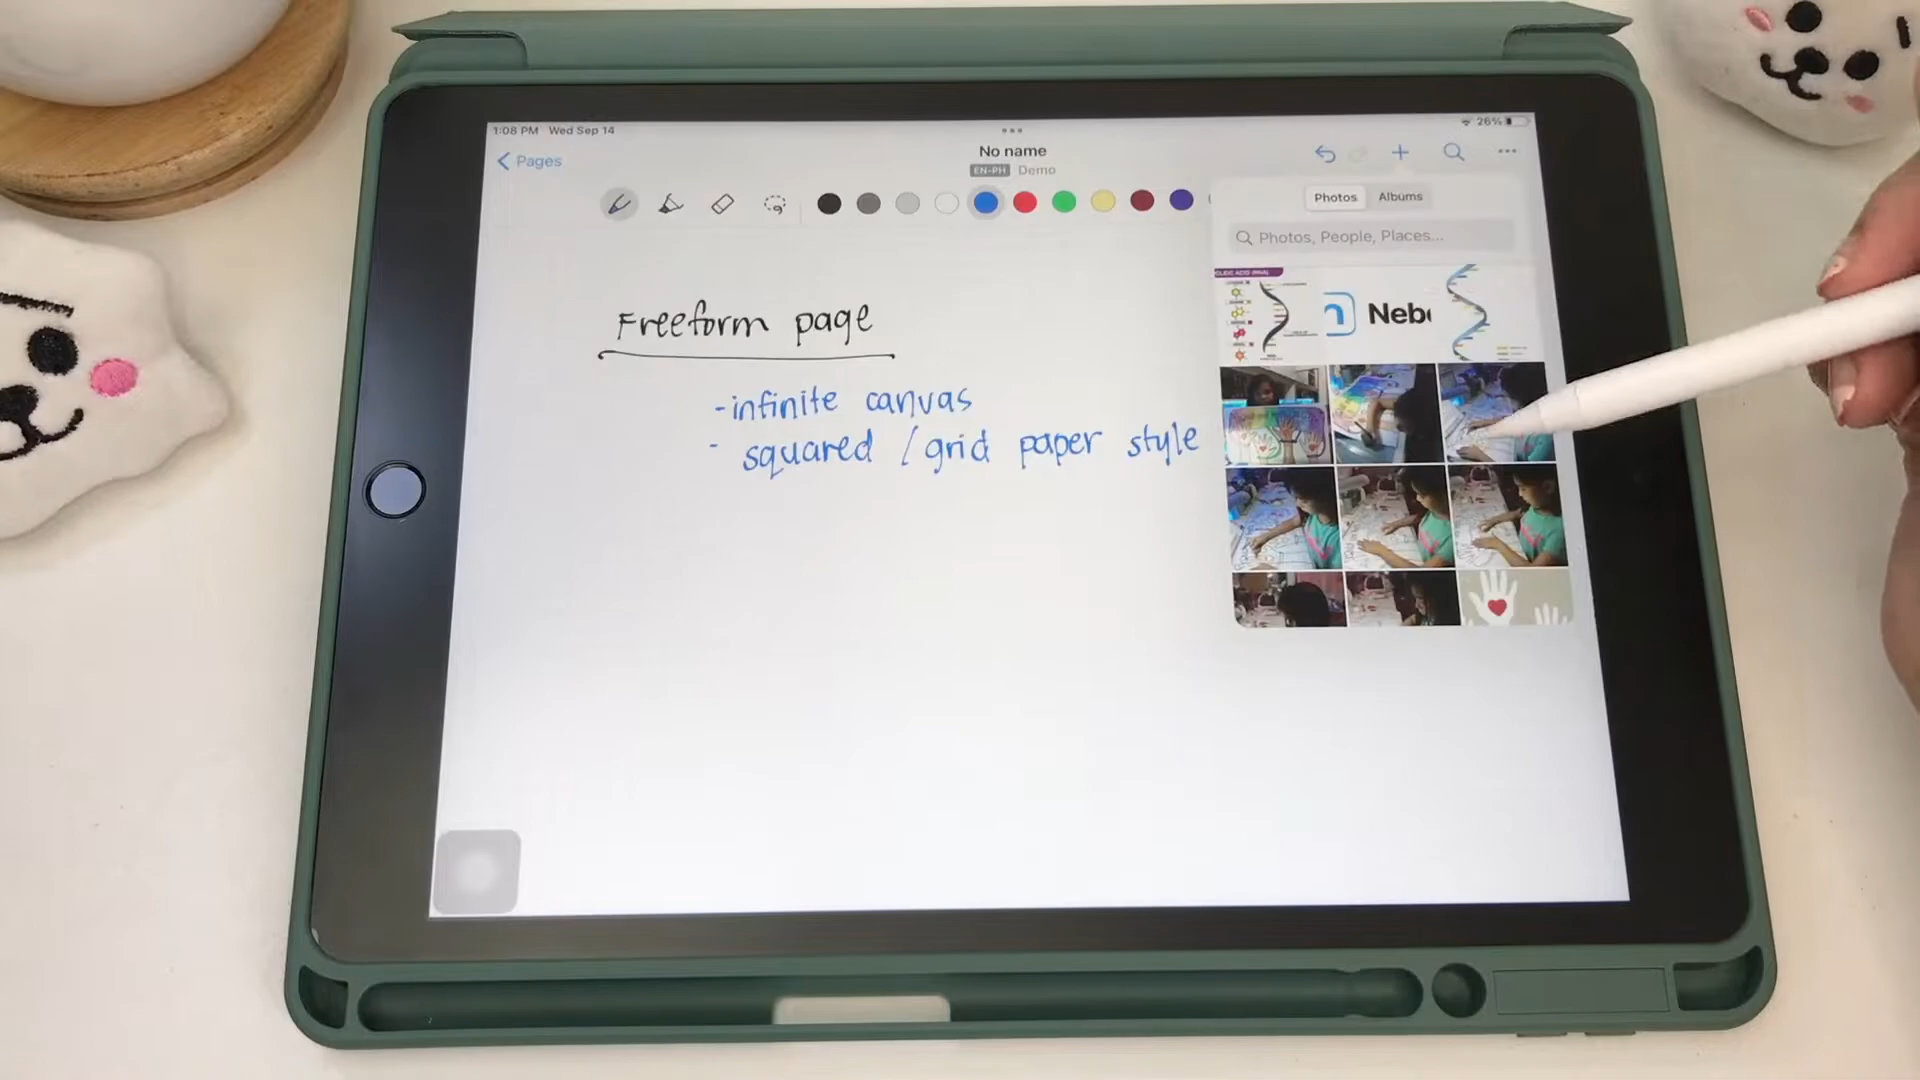 1:08 PM Wed Sep 14
26%
No name
Pages
EN-PH Demo
Photos Albums
Photos, People, Places...
Freeform page
- infinite canvas
- squared / grid paper style
Neb